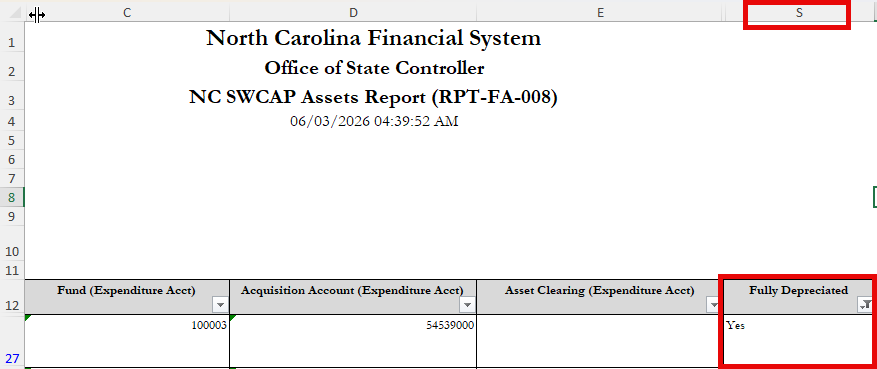 C D E S
1 North Carolina Financial System
2 Office of State Controller
3 NC SWCAP Assets Report (RPT-FA-008)
4 06/03/2026 04:39:52 AM
5
6
7
8
9
10
11
12 Fund (Expenditure Acct) Acquisition Account (Expenditure Acct) Asset Clearing (Expenditure Acct) Fully Depreciated
27 100003 54539000 Yes